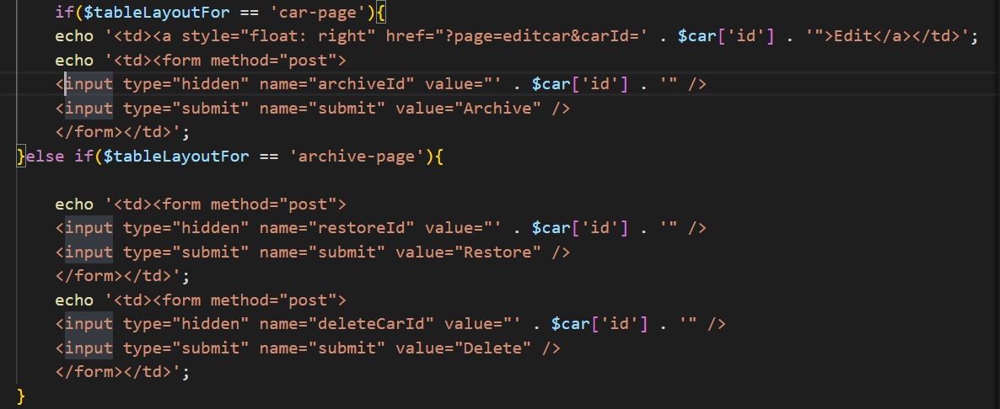 if($tableLayoutFor == 'car-page'){
echo '<td><a style="float: right" href="?page=editcar&carId=' . $car['id'] . '">Edit</a></td>';
echo '<td><form method="post">
<input type="hidden" name="archiveId" value="' . $car['id'] . '" />
<input type="submit" name="submit" value="Archive" />
</form></td>';
}else if($tableLayoutFor == 'archive-page'){
echo '<td><form method="post">
<input type="hidden" name="restoreId" value="' . $car['id'] . '" />
<input type="submit" name="submit" value="Restore" />
</form></td>';
echo '<td><form method="post">
<input type="hidden" name="deleteCarId" value="' . $car['id'] . '" />
<input type="submit" name="submit" value="Delete" />
</form></td>';
}